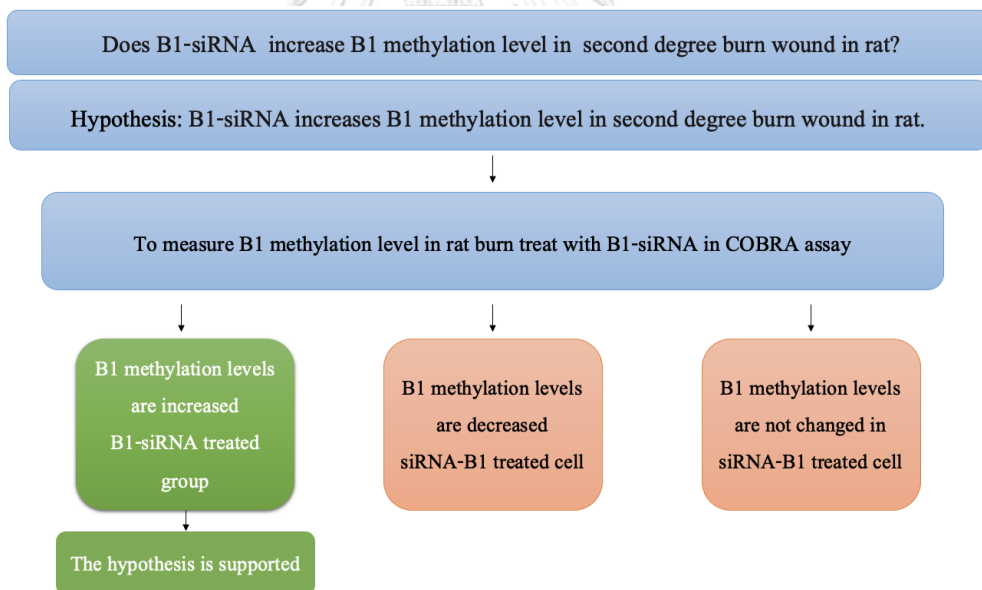 Does B1-siRNA increase B1 methylation level in second degree burn wound in rat?
Hypothesis: B1-siRNA increases B1 methylation level in second degree burn wound in rat.
To measure B1 methylation level in rat burn treat with B1-siRNA in COBRA assay
B1 methylation levels
are increased
B1-siRNA treated
group
B1 methylation levels
are decreased
siRNA-B1 treated cell
B1 methylation levels
are not changed in
siRNA-B1 treated cell
The hypothesis is supported